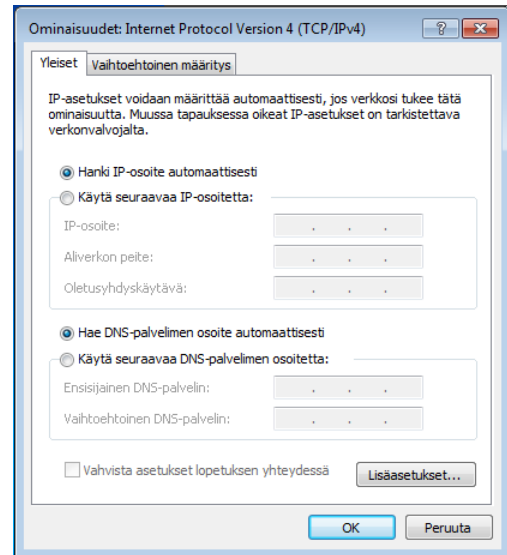 Ominaisuudet: Internet Protocol Version 4 (TCP/IPv4)
Yleiset
Vaihtoehtoinen määritys
IP-asetukset voidaan määrittää automaattisesti, jos verkkosi tukee tätä
ominaisuutta. Muussa tapauksessa oikeat IP-asetukset on tarkistettava
verkonvalvojalta.
Hanki IP-osoite automaattisesti
Käytä seuraavaa IP-osoitetta:
IP-osoite:
Aliverkon peite:
Oletusyhdyskäytävä:
Hae DNS-palvelimen osoite automaattisesti
Käytä seuraavaa DNS-palvelimen osoitetta:
Ensisijainen DNS-palvelin:
Vaihtoehtoinen DNS-palvelin:
Vahvista asetukset lopetuksen yhteydessä
Lisäasetukset...
OK
Peruuta